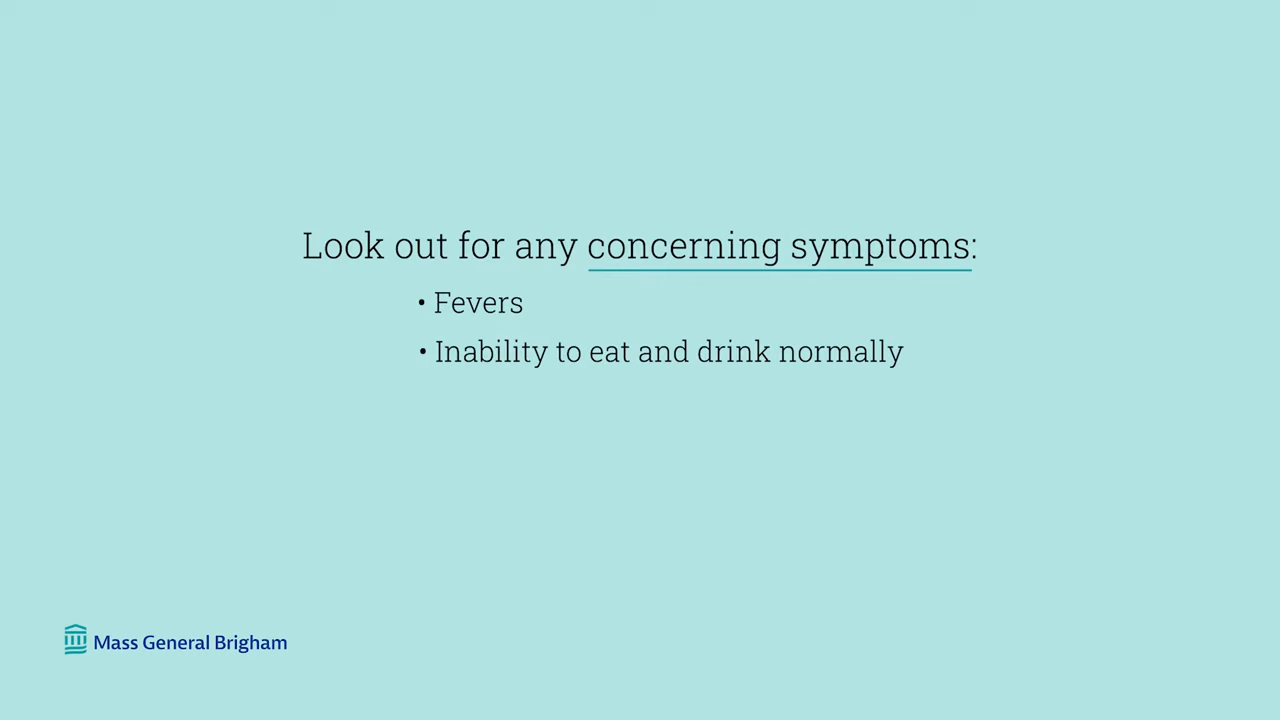 Look out for any concerning symptoms:
• Fevers
• Inability to eat and drink normally
Mass General Brigham